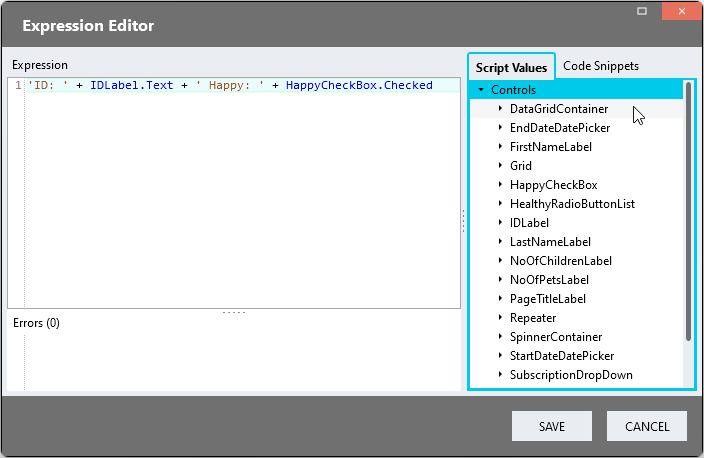 Expression Editor
Expression
1 'ID: ' + IDLabel.Text + ' Happy: ' + HappyCheckBox.Checked
Errors (0)
Script Values Code Snippets
Controls
DataGridContainer
EndDateDatePicker
FirstNameLabel
Grid
HappyCheckBox
HealthyRadioButtonList
IDLabel
LastNameLabel
NoOfChildrenLabel
NoOfPetsLabel
PageTitleLabel
Repeater
SpinnerContainer
StartDateDatePicker
SubscriptionDropDown
SAVE CANCEL